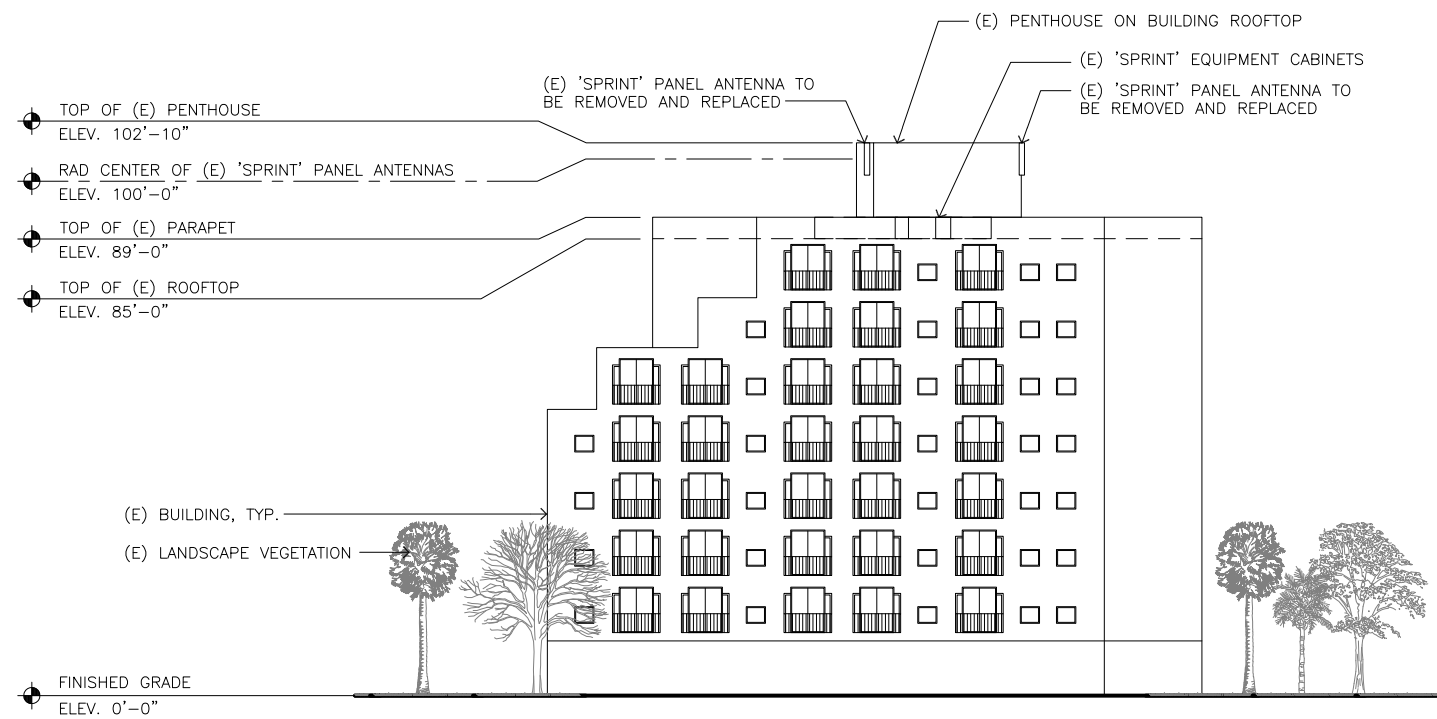 (E) PENTHOUSE ON BUILDING ROOFTOP
(E) 'SPRINT' EQUIPMENT CABINETS
(E) 'SPRINT' PANEL ANTENNA TO
BE REMOVED AND REPLACED
(E) 'SPRINT' PANEL ANTENNA TO
BE REMOVED AND REPLACED
TOP OF (E) PENTHOUSE
ELEV. 102'-10"
RAD CENTER OF (E) 'SPRINT' PANEL ANTENNAS
ELEV. 100'-0"
TOP OF (E) PARAPET
ELEV. 89'-0"
TOP OF (E) ROOFTOP
ELEV. 85'-0"
(E) BUILDING, TYP.
(E) LANDSCAPE VEGETATION
FINISHED GRADE
ELEV. 0'-0"